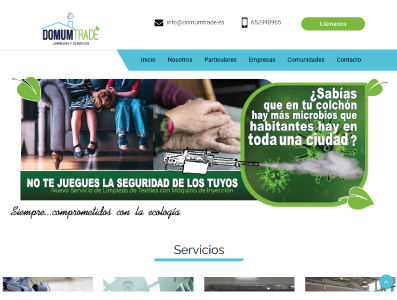 DOMUMTRADE
LIMPIEZAS Y SERVICIOS
info@domumtrade.es
652948965
Llámanos
Inicio Nosotros Particulares Empresas Comunidades Contacto
¿Sabías
que en tu colchón
hay más microbios que
habitantes hay en
toda una ciudad?
NO TE JUEGUES LA SEGURIDAD DE LOS TUYOS
Nuevo Servicio de Limpieza de Textiles con Máquina de Inyección
Siempre...comprometidos con la ecología
Servicios